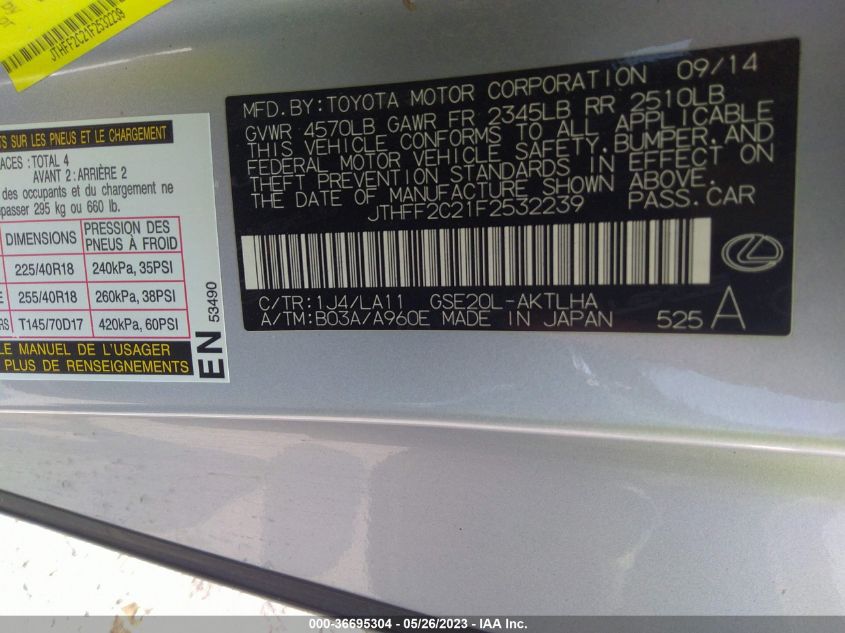 JTHFF2C21F2532239
TS SUR LES PNEUS ET LE CHARGEMENT
ACES : TOTAL 4
AVANT 2 : ARRIÈRE 2
des occupants et du chargement ne
passer 295 kg ou 660 lb.
DIMENSIONS PRESSION DES PNEUS À FROID
225/40R18 240kPa, 35PSI
E 255/40R18 260kPa, 38PSI
RS T145/70D17 420kPa, 60PSI
LE MANUEL DE L'USAGER
PLUS DE RENSEIGNEMENTS
EN 53490
MFD. BY: TOYOTA MOTOR CORPORATION 09/14
GVWR 4570LB GAWR FR 2345LB RR 2510LB
THIS VEHICLE CONFORMS TO ALL APPLICABLE
FEDERAL MOTOR VEHICLE SAFETY, BUMPER, AND
THEFT PREVENTION STANDARDS IN EFFECT ON
THE DATE OF MANUFACTURE SHOWN ABOVE.
JTHFF2C21F2532239 PASS. CAR
C/TR: 1J4/LA11 GSE20L-AKTLHA
A/TM: B03A/A960E MADE IN JAPAN 525 A
000-36695304 / 05/26/2023 - IAA Inc.